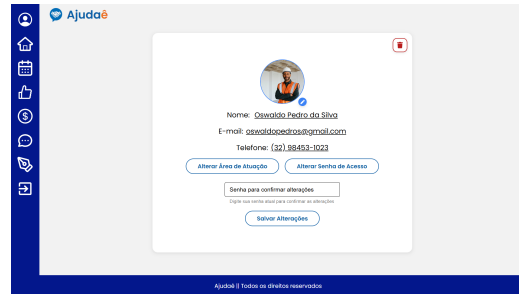 Ajudaê
Nome: Oswaldo Pedro da Silva
E-mail: oswaldopedros@gmail.com
Telefone: (32) 98453-1023
Alterar Área de Atuação
Alterar Senha de Acesso
Senha para confirmar alterações
Digite sua senha atual para confirmar as alterações
Salvar Alterações
Ajudaê || Todos os direitos reservados